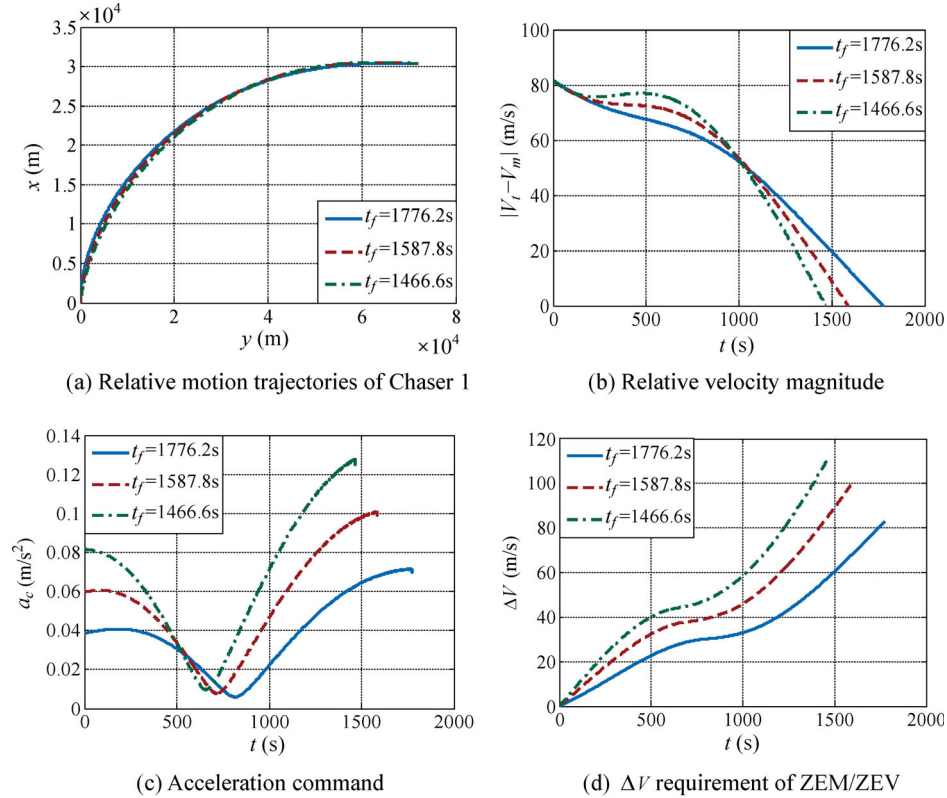 ×10⁴
3.5
3
2.5
2
1.5
1
0.5
0
x (m)
t_f=1776.2s
t_f=1587.8s
t_f=1466.6s
0 2 4 6 8
y (m) ×10⁴
(a) Relative motion trajectories of Chaser 1
100
80
60
40
20
0
|V_t−V_m| (m/s)
t_f=1776.2s
t_f=1587.8s
t_f=1466.6s
0 500 1000 1500 2000
t (s)
(b) Relative velocity magnitude
0.14
0.12
0.1
0.08
0.06
0.04
0.02
0
a_c (m/s²)
t_f=1776.2s
t_f=1587.8s
t_f=1466.6s
0 500 1000 1500 2000
t (s)
(c) Acceleration command
120
100
80
60
40
20
0
ΔV (m/s)
t_f=1776.2s
t_f=1587.8s
t_f=1466.6s
0 500 1000 1500 2000
t (s)
(d) ΔV requirement of ZEM/ZEV